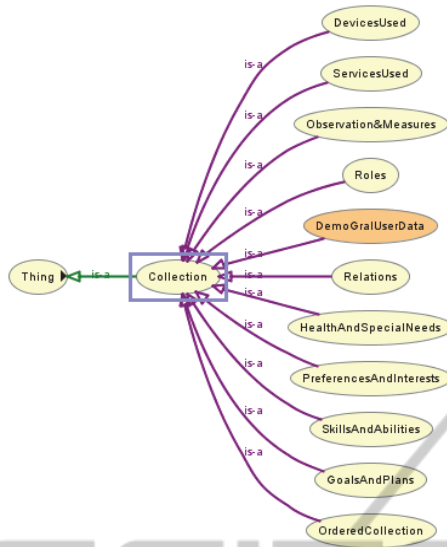 DevicesUsed
is-a
ServicesUsed
is-a
Observation&Measures
is-a
Roles
is-a
DemoGralUserData
is-a
Thing
is-a
Collection
is-a
Relations
is-a
HealthAndSpecialNeeds
is-a
PreferencesAndInterests
is-a
SkillsAndAbilities
is-a
GoalsAndPlans
is-a
OrderedCollection